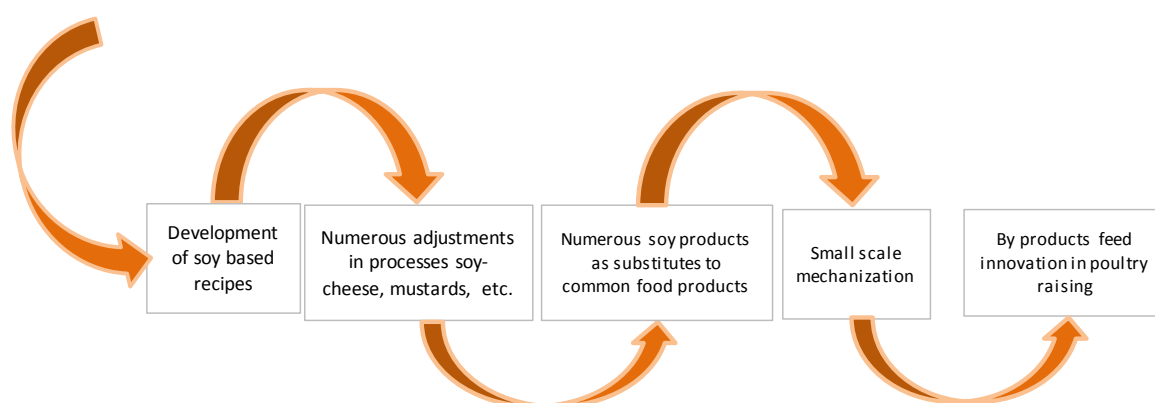 Development
of soy based
recipes
Numerous adjustments
in processes soy-
cheese, mustards, etc.
Numerous soy products
as substitutes to
common food products
Small scale
mechanization
By products feed
innovation in poultry
raising